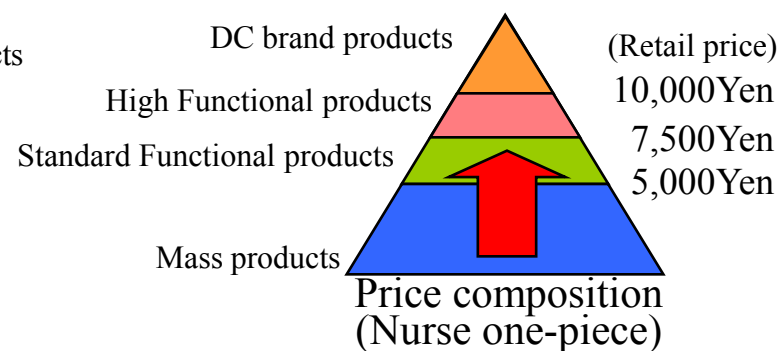 DC brand products
(Retail price)
cts
10,000Yen
High Functional products
7,500Yen
Standard Functional products
5,000Yen
Mass products
Price composition
(Nurse one-piece)